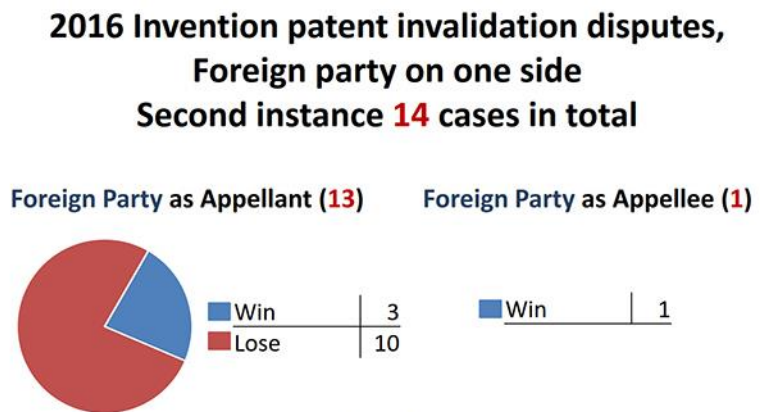 2016 Invention patent invalidation disputes,
Foreign party on one side
Second instance 14 cases in total
Foreign Party as Appellant (13)
Foreign Party as Appellee (1)
Win 3
Lose 10
Win 1